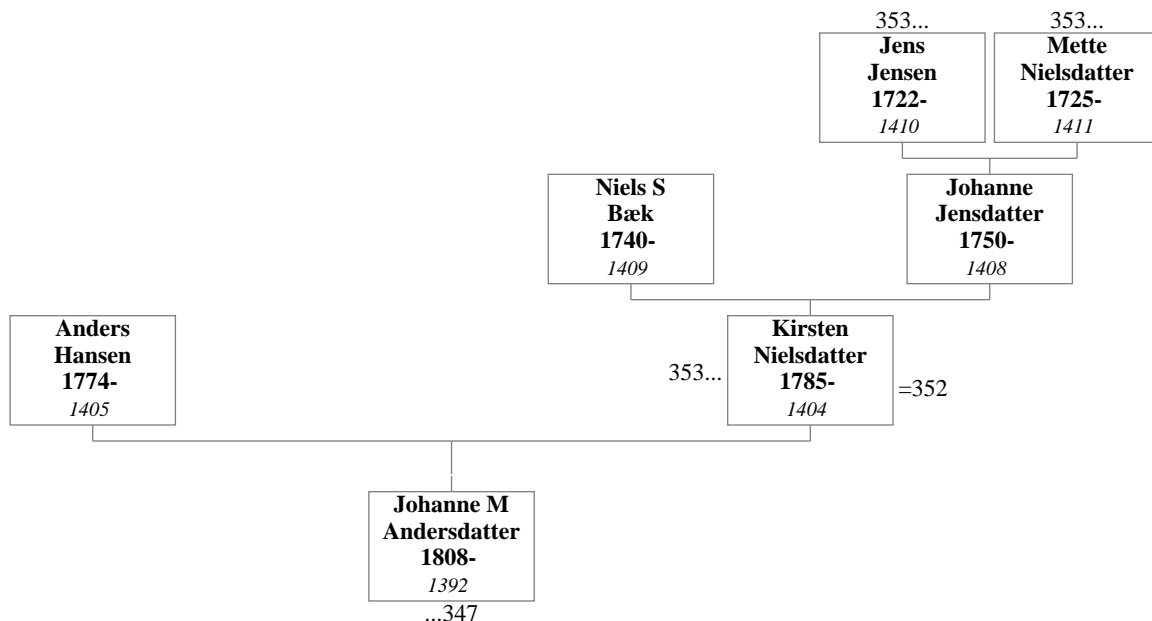 353...
353...
Jens
Jensen
1722-
1410
Mette
Nielsdatter
1725-
1411
Niels S
Bæk
1740-
1409
Johanne
Jensdatter
1750-
1408
Anders
Hansen
1774-
1405
353...
Kirsten
Nielsdatter
1785-
1404
=352
Johanne M
Andersdatter
1808-
1392
...347